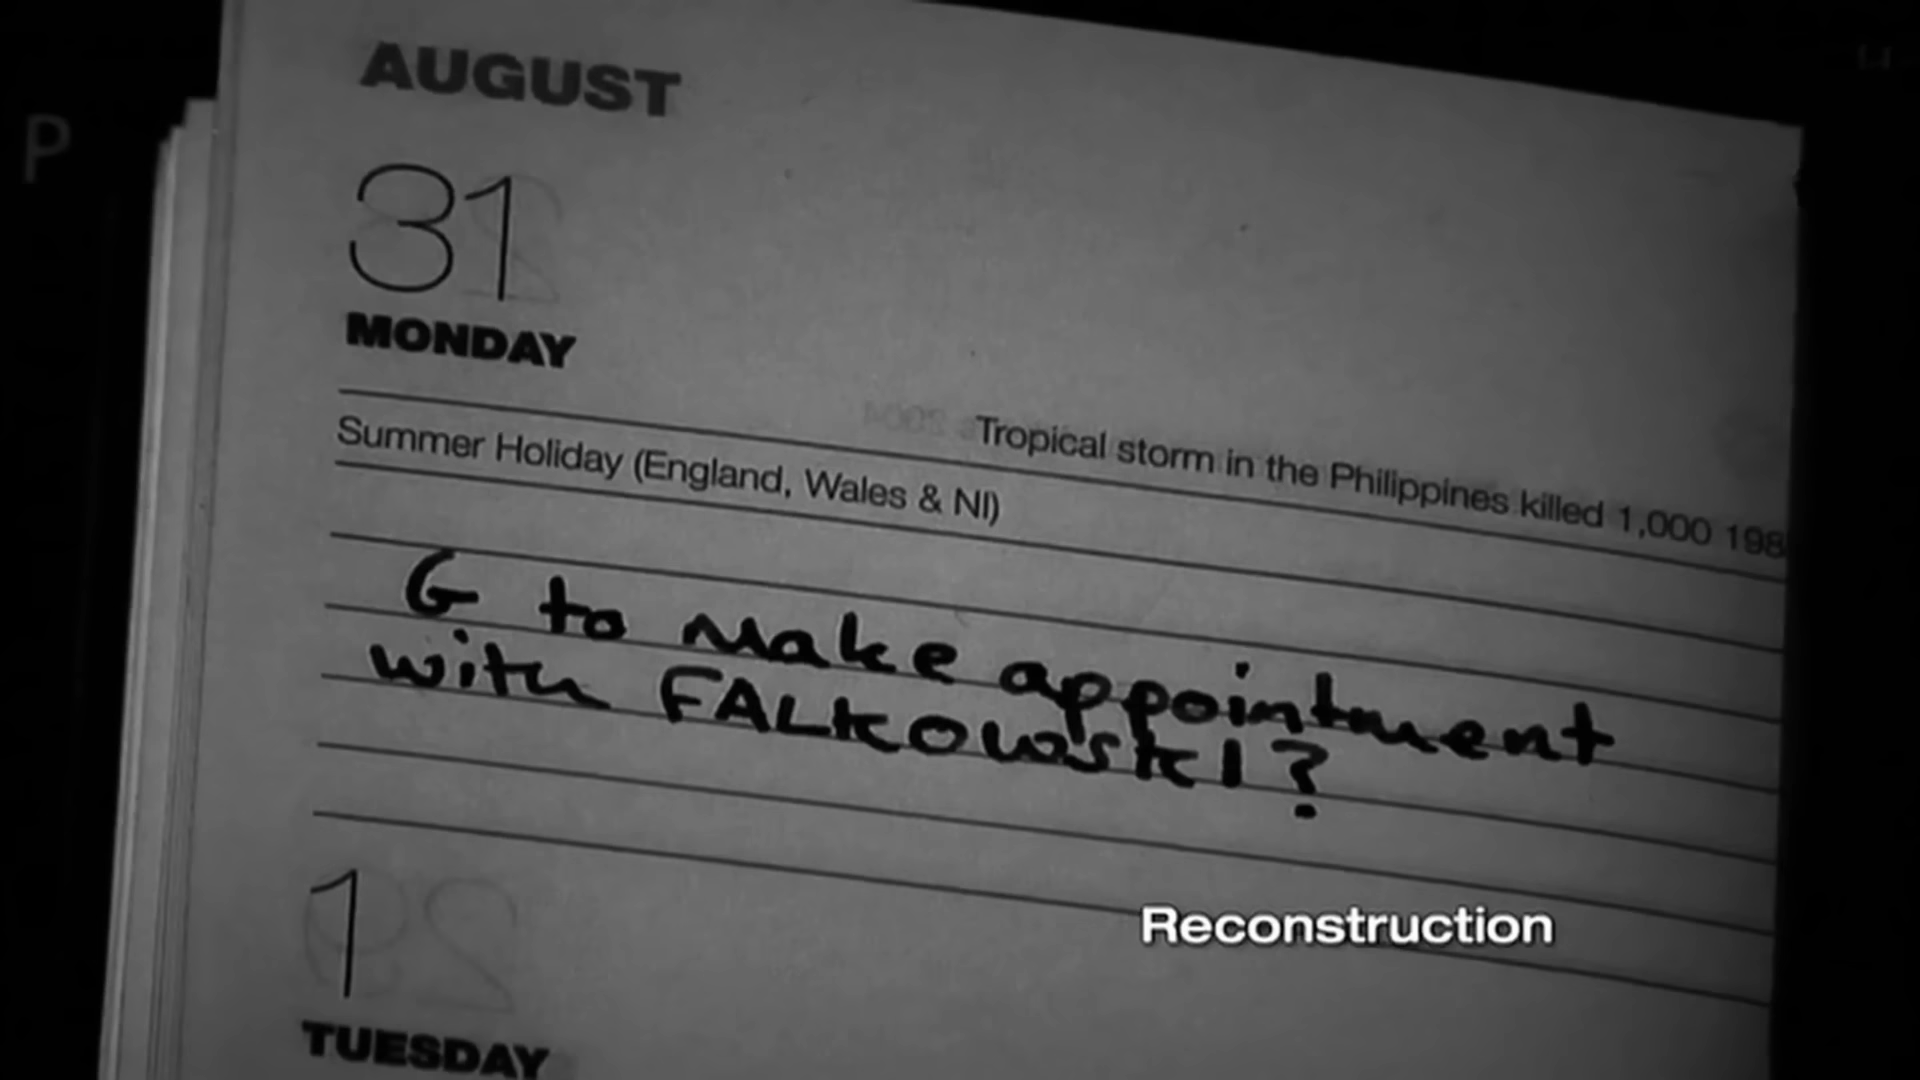 P
AUGUST
31
MONDAY
Tropical storm in the Philippines killed 1,000 198
Summer Holiday (England, Wales & NI)
G to make appointment
with FALKOWSKI?
Reconstruction
1
TUESDAY